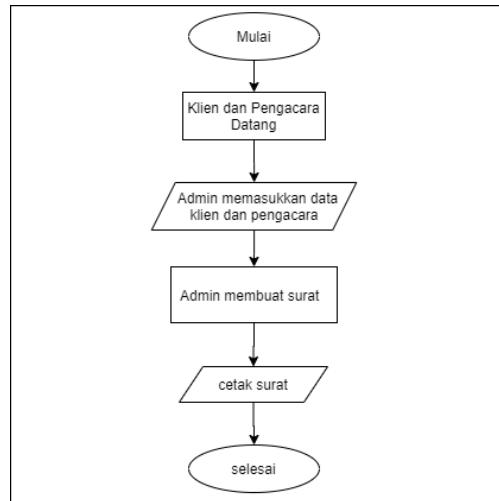 Mulai
Klien dan Pengacara
Datang
Admin memasukkan data
klien dan pengacara
Admin membuat surat
cetak surat
selesai